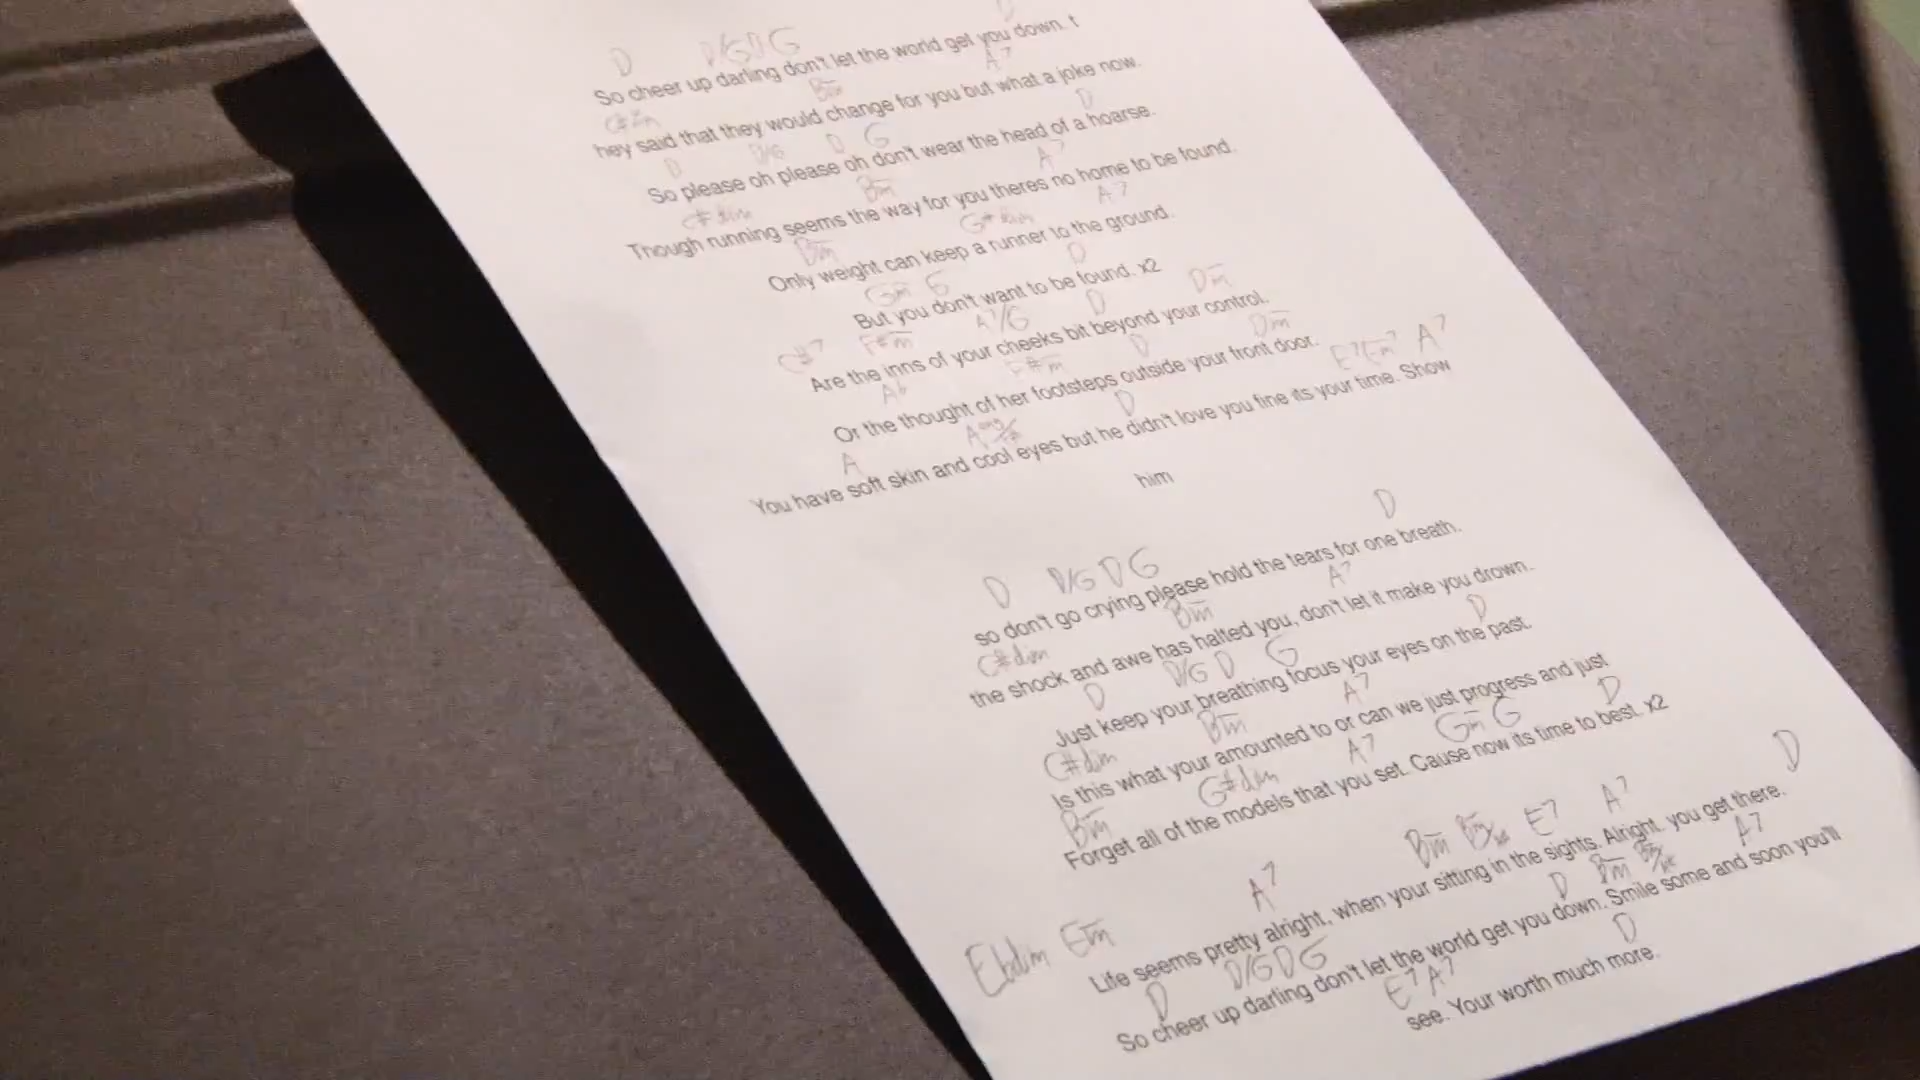 D D/G D G D
So cheer up darling don't let the world get you down. t
C#dim Bm A7
hey said that they would change for you but what a joke now.
D D/G D G D
So please oh please oh don't wear the head of a hoarse.
C#dim Bm A7
Though running seems the way for you theres no home to be found.
Bm G#dim A7
Only weight can keep a runner to the ground.
Gm G D
But you don't want to be found. x2
C#7 F#m A7/G D Dm
Are the inns of your cheeks bit beyond your control.
F#m D Dm
Or the thought of her footsteps outside your front door.
A D E7 Em7 A7
You have soft skin and cool eyes but he didn't love you fine its your time. Show
him
D D/G D G D
so don't go crying please hold the tears for one breath.
C#dim Bm A7
the shock and awe has halted you, don't let it make you drown.
D D/G D G D
Just keep your breathing focus your eyes on the past.
C#dim Bm A7
Is this what your amounted to or can we just progress and just
Bm G#dim A7 Gm G D
Forget all of the models that you set. Cause now its time to best. x2
Ebdim Em A7 Bm E7 A7 D
Life seems pretty alright, when your sitting in the sights. Alright. you get there.
D D/G D G D Bm A7
So cheer up darling don't let the world get you down. Smile some and soon you'll
E7 A7 D
see. Your worth much more.